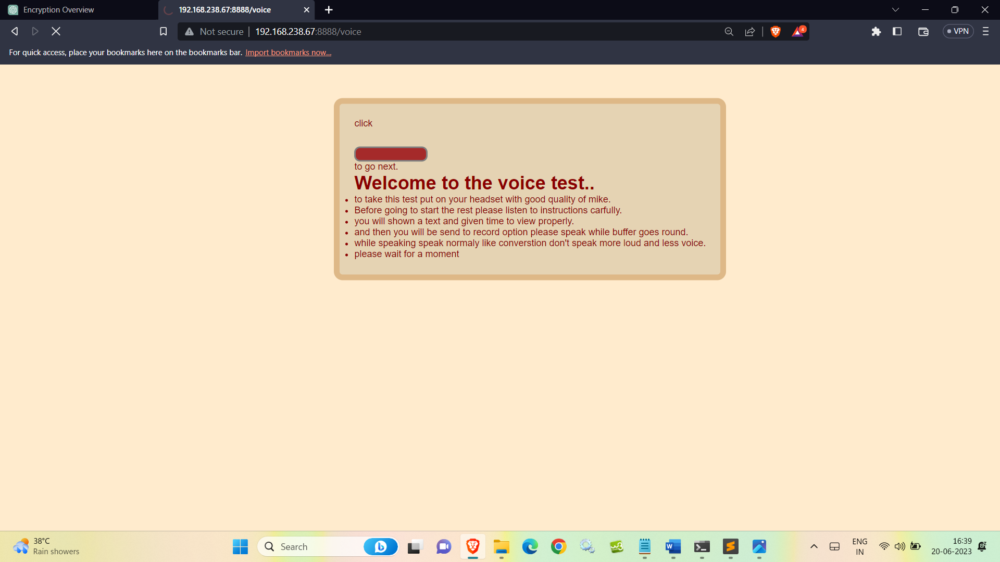 Encryption Overview
192.168.238.67:8888/voice
Not secure
192.168.238.67:8888/voice
4
VPN
For quick access, place your bookmarks here on the bookmarks bar. Import bookmarks now...
click
to go next.
Welcome to the voice test..
to take this test put on your headset with good quality of mike.
Before going to start the rest please listen to instructions carfully.
you will shown a text and given time to view properly.
and then you will be send to record option please speak while buffer goes round.
while speaking speak normaly like converstion don't speak more loud and less voice.
please wait for a moment
38°C
Rain showers
Search
ENG
IN
16:39
20-06-2023